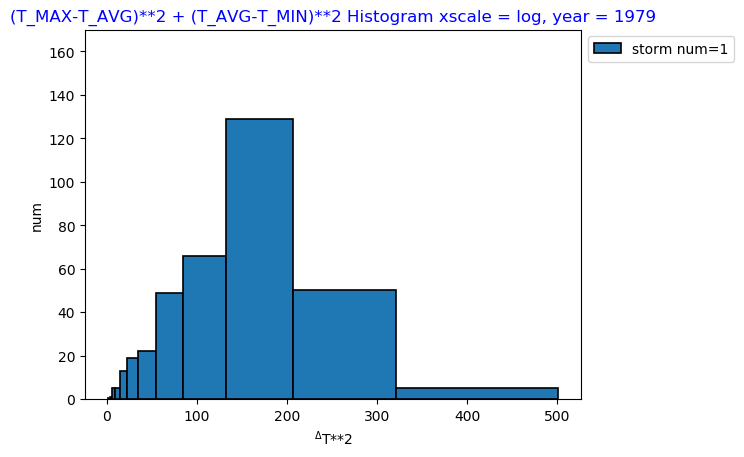 (T_MAX-T_AVG)**2 + (T_AVG-T_MIN)**2 Histogram xscale = log, year = 1979
storm num=1
160
140
120
100
80
60
40
20
0
num
0 100 200 300 400 500
ΔT**2